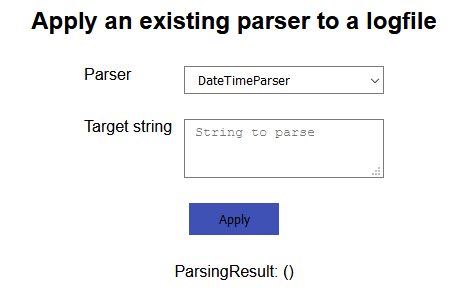 Apply an existing parser to a logfile
Parser
DateTimeParser
Target string
String to parse
Apply
ParsingResult: ()